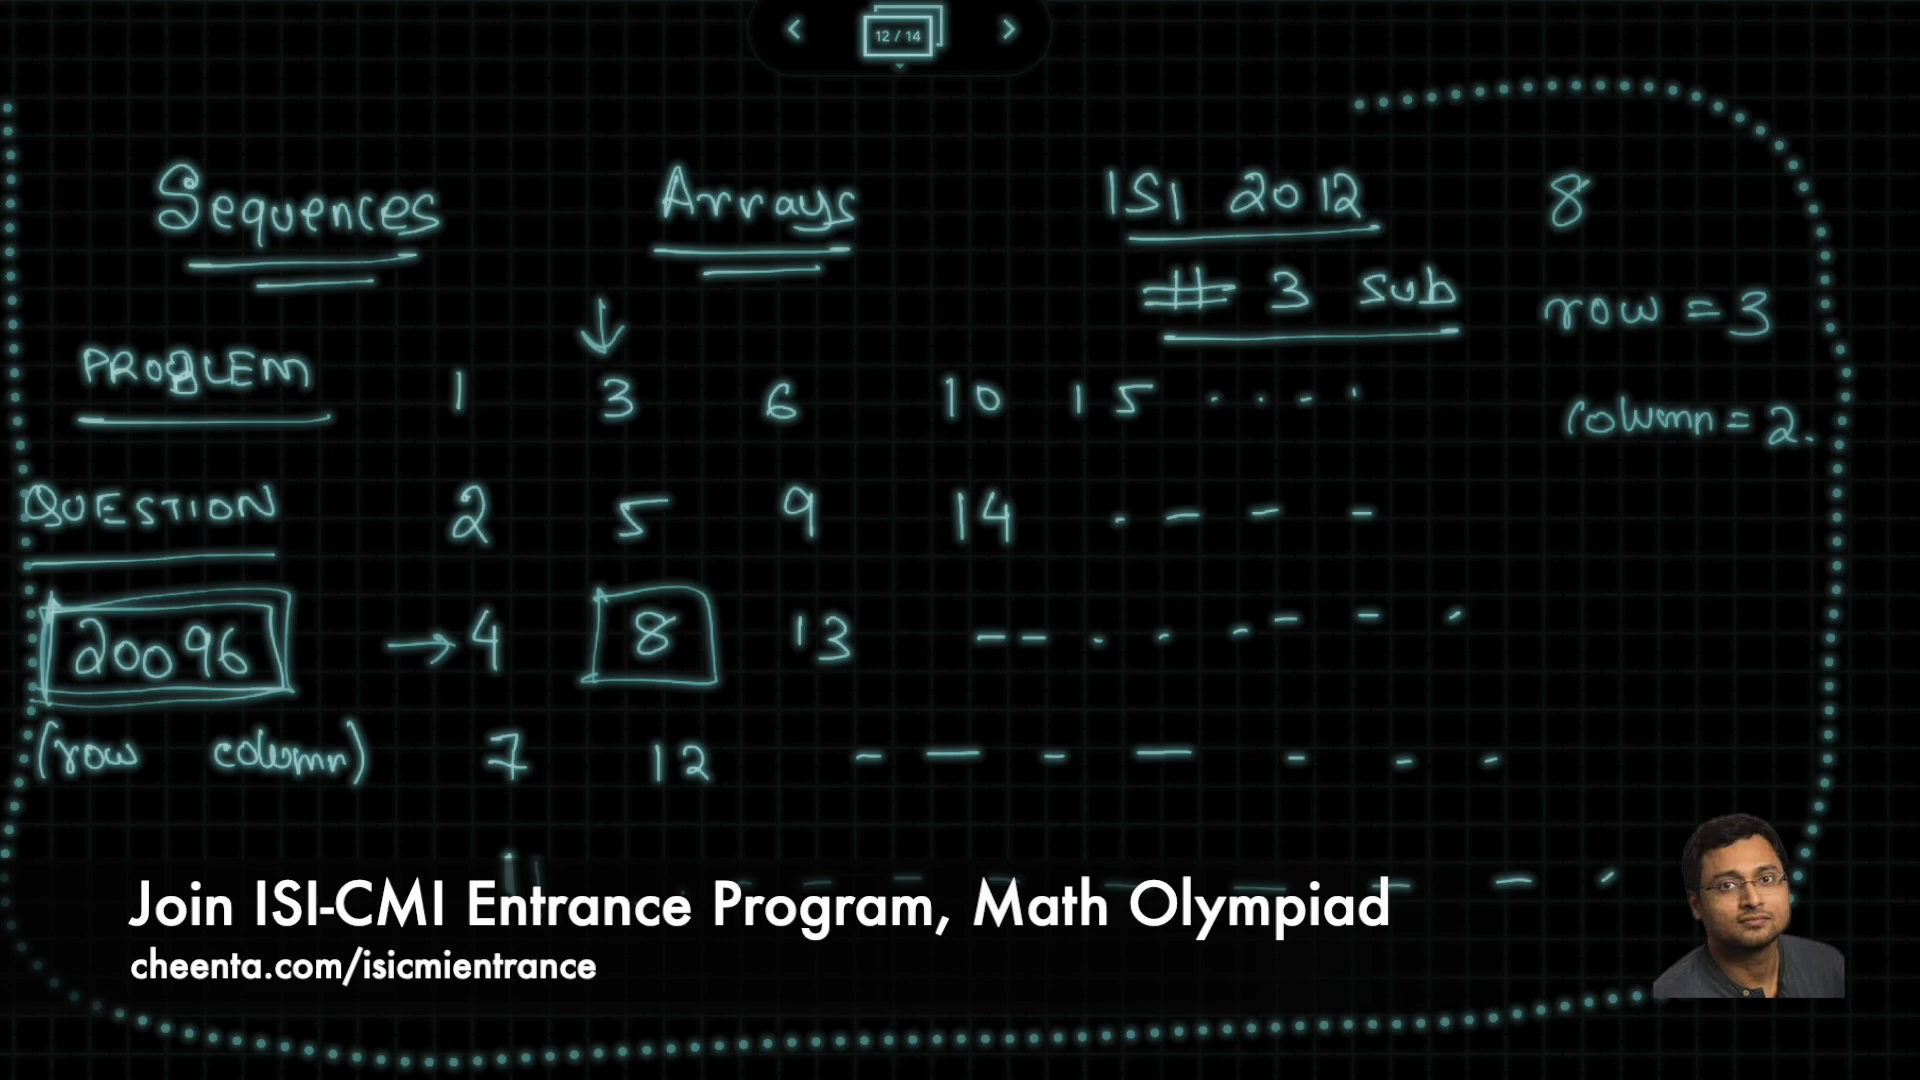 12 / 14
Sequences Arrays ISI 2012 8
# 3 sub row = 3
PROBLEM 1 3 6 10 15 column = 2.
QUESTION 2 5 9 14
20096 → 4 8 13
(row column) 7 12
Join ISI-CMI Entrance Program, Math Olympiad
cheenta.com/isicmientrance